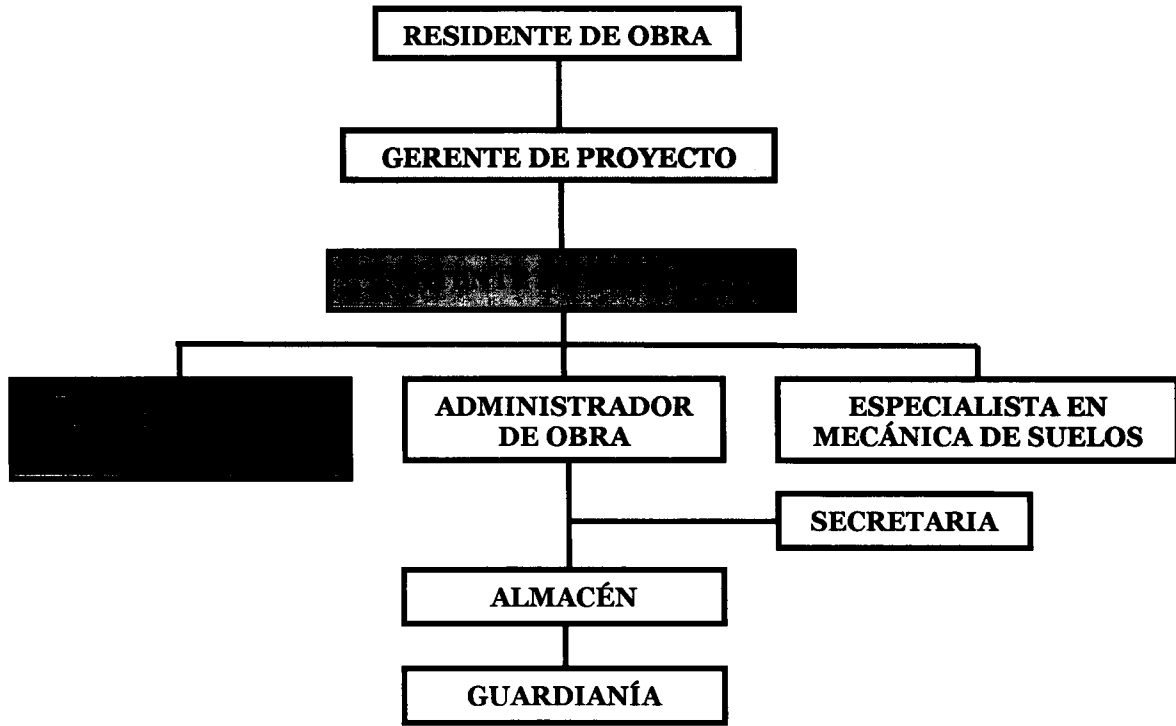 RESIDENTE DE OBRA
GERENTE DE PROYECTO
ADMINISTRADOR
DE OBRA
ESPECIALISTA EN
MECÁNICA DE SUELOS
SECRETARIA
ALMACÉN
GUARDIANÍA